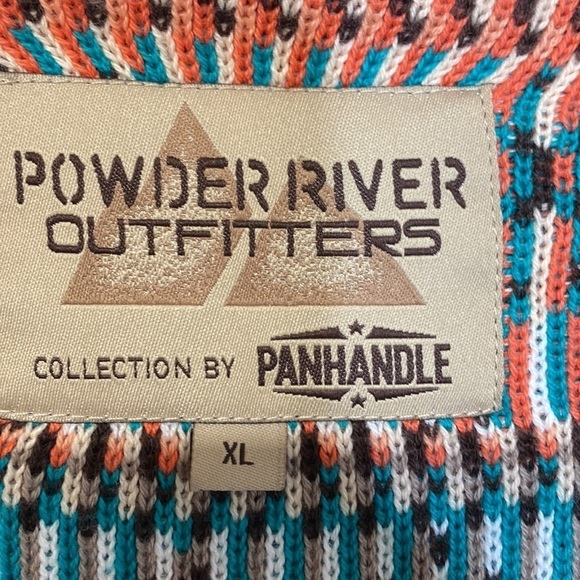 POWDER RIVER
OUTFITTERS
COLLECTION BY PANHANDLE
XL